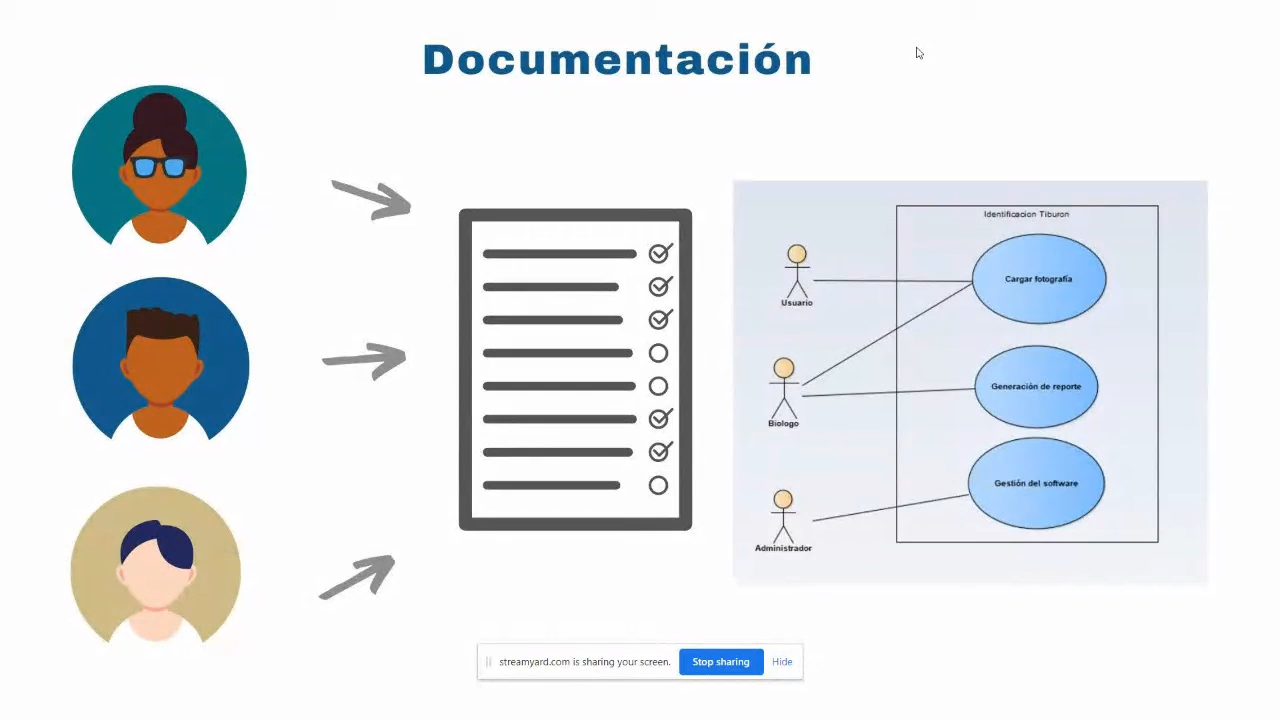 Documentación
Identificacion Tiburon
Cargar fotografía
Usuario
Generación de reporte
Biologo
Gestión del software
Administrador
streamyard.com is sharing your screen.
Stop sharing
Hide